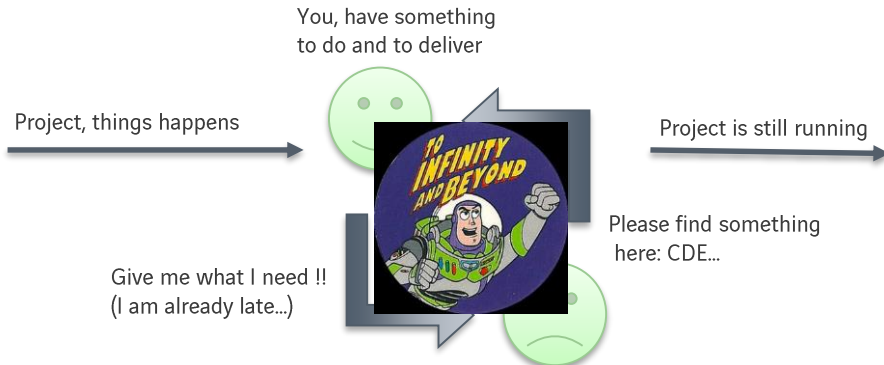 You, have something
to do and to deliver
Project, things happens
Project is still running
TO
INFINITY
AND BEYOND
Please find something
here: CDE...
Give me what I need !!
(I am already late...)